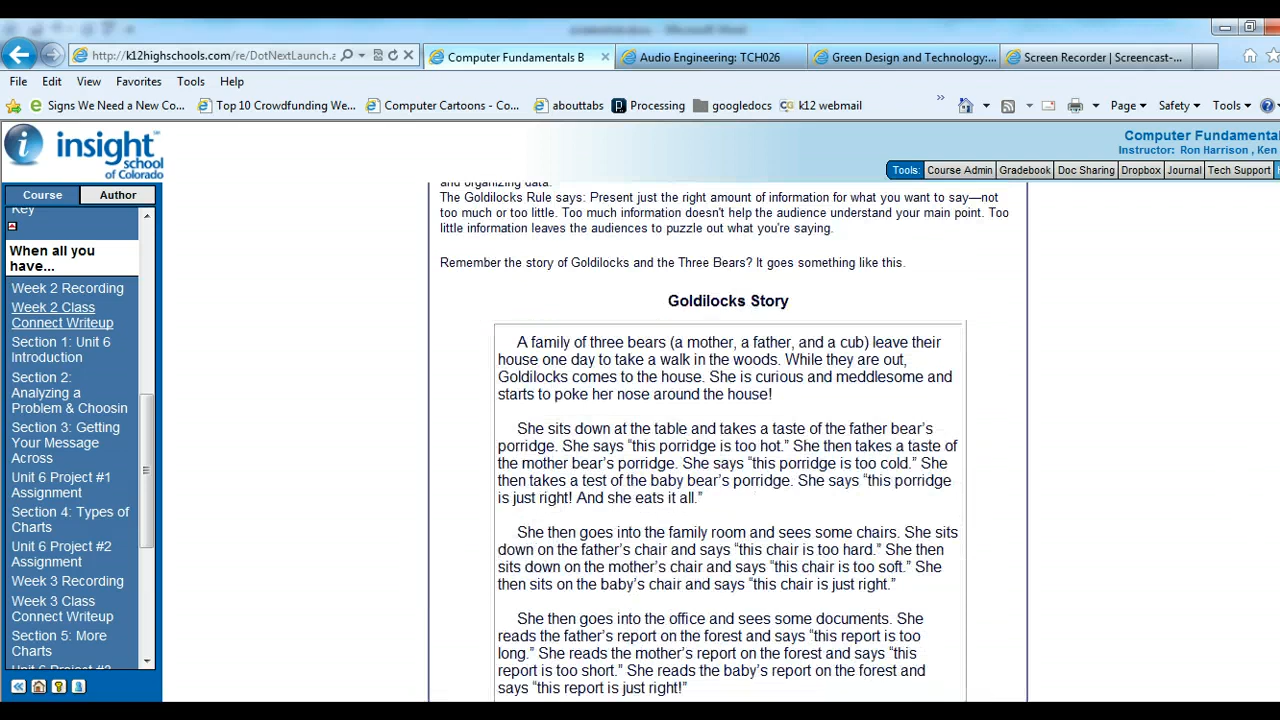 http://k12highschools.com/re/DotNextLaunch.a
Computer Fundamentals B
Audio Engineering: TCH026
Green Design and Technology:...
Screen Recorder | Screencast-...
File Edit View Favorites Tools Help
Signs We Need a New Co...
Top 10 Crowdfunding We...
Computer Cartoons - Co...
abouttabs
Processing
googledocs
k12 webmail
Page
Safety
Tools
insight
school
of Colorado
Computer Fundamenta
Instructor: Ron Harrison , Ken
Tools: Course Admin Gradebook Doc Sharing Dropbox Journal Tech Support
Course Author
Key
When all you
have...
Week 2 Recording
Week 2 Class
Connect Writeup
Section 1: Unit 6
Introduction
Section 2:
Analyzing a
Problem & Choosin
Section 3: Getting
Your Message
Across
Unit 6 Project #1
Assignment
Section 4: Types of
Charts
Unit 6 Project #2
Assignment
Week 3 Recording
Week 3 Class
Connect Writeup
Section 5: More
Charts
Unit 6 Project #3
and organizing data.
The Goldilocks Rule says: Present just the right amount of information for what you want to say—not
too much or too little. Too much information doesn't help the audience understand your main point. Too
little information leaves the audiences to puzzle out what you're saying.
Remember the story of Goldilocks and the Three Bears? It goes something like this.
Goldilocks Story
A family of three bears (a mother, a father, and a cub) leave their
house one day to take a walk in the woods. While they are out,
Goldilocks comes to the house. She is curious and meddlesome and
starts to poke her nose around the house!
She sits down at the table and takes a taste of the father bear’s
porridge. She says “this porridge is too hot.” She then takes a taste of
the mother bear’s porridge. She says “this porridge is too cold.” She
then takes a test of the baby bear’s porridge. She says “this porridge
is just right! And she eats it all.”
She then goes into the family room and sees some chairs. She sits
down on the father’s chair and says “this chair is too hard.” She then
sits down on the mother’s chair and says “this chair is too soft.” She
then sits on the baby’s chair and says “this chair is just right.”
She then goes into the office and sees some documents. She
reads the father’s report on the forest and says “this report is too
long.” She reads the mother’s report on the forest and says “this
report is too short.” She reads the baby’s report on the forest and
says “this report is just right!”